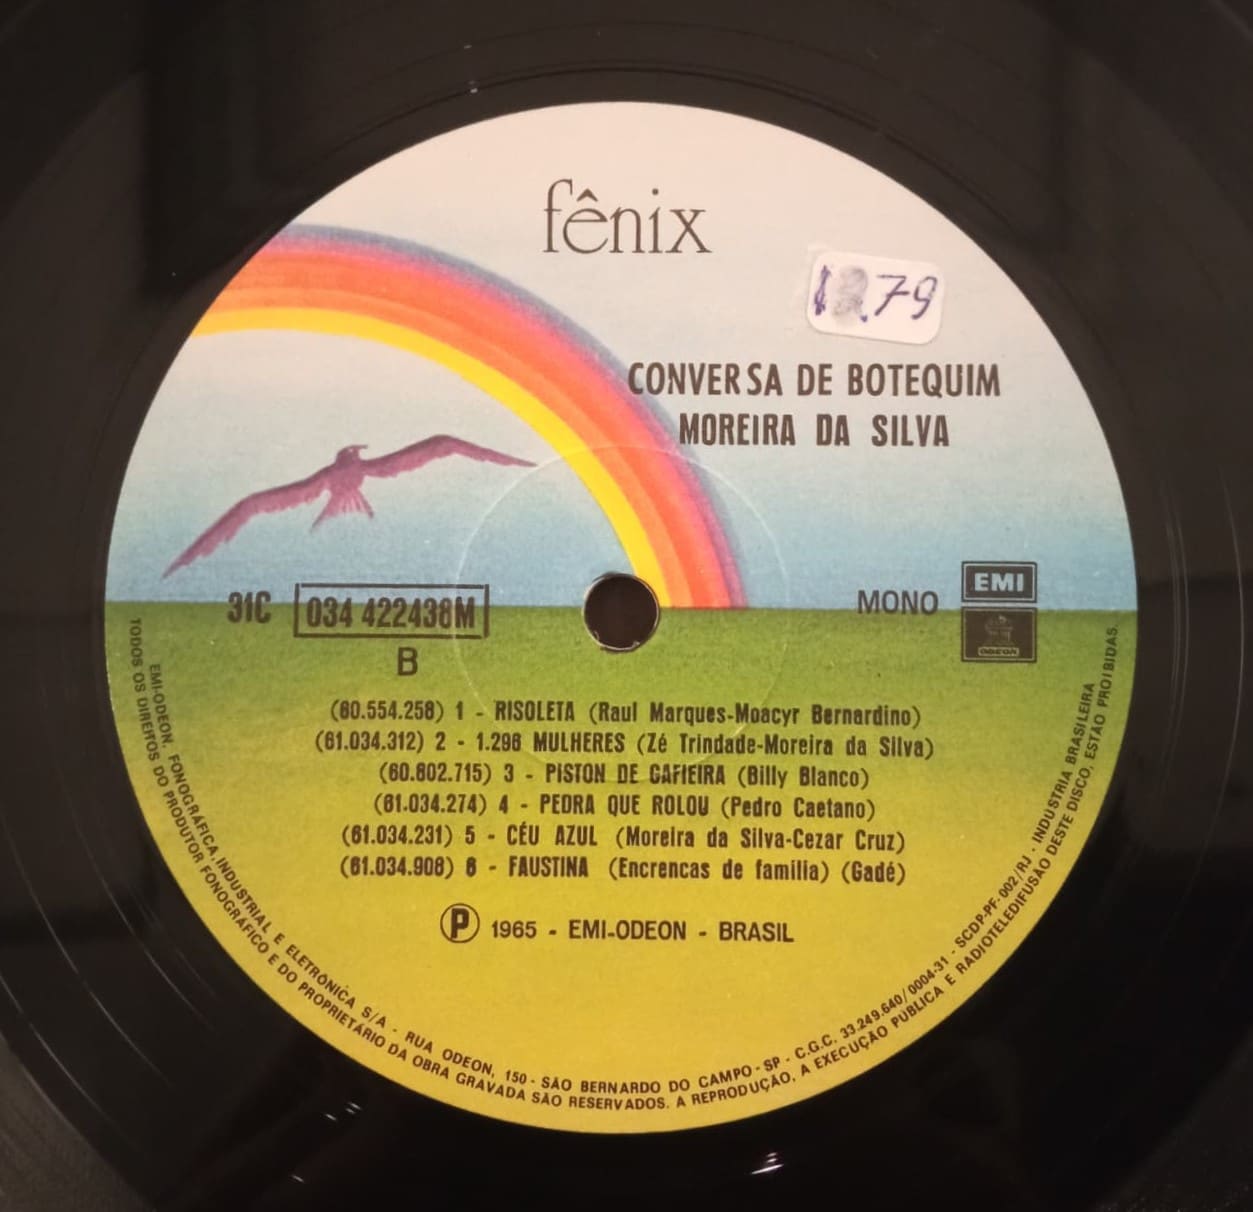 fênix
79
CONVERSA DE BOTEQUIM
MOREIRA DA SILVA
31C 034 422438M
B
MONO
EMI
ODEON
(60.554.258) 1 - RISOLETA (Raul Marques-Moacyr Bernardino)
(61.034.312) 2 - 1.296 MULHERES (Zé Trindade-Moreira da Silva)
(60.802.715) 3 - PISTON DE GAFIEIRA (Billy Blanco)
(61.034.274) 4 - PEDRA QUE ROLOU (Pedro Caetano)
(61.034.231) 5 - CÉU AZUL (Moreira da Silva-Cezar Cruz)
(61.034.908) 6 - FAUSTINA (Encrencas de família) (Gadé)
P 1965 - EMI-ODEON - BRASIL
EMI-ODEON, FONOGRÁFICA, INDUSTRIAL E ELETRÔNICA S/A - RUA ODEON, 150 - SÃO BERNARDO DO CAMPO - SP - C.G.C. 33.249.640/0004-31 - SCDP-PF-002/RJ - INDUSTRIA BRASILEIRA
TODOS OS DIREITOS DO PRODUTOR FONOGRÁFICO E DO PROPRIETÁRIO DA OBRA GRAVADA SÃO RESERVADOS. A REPRODUÇÃO, A EXECUÇÃO PÚBLICA E RADIOTELEDIFUSÃO DESTE DISCO, ESTÃO PROIBIDAS.